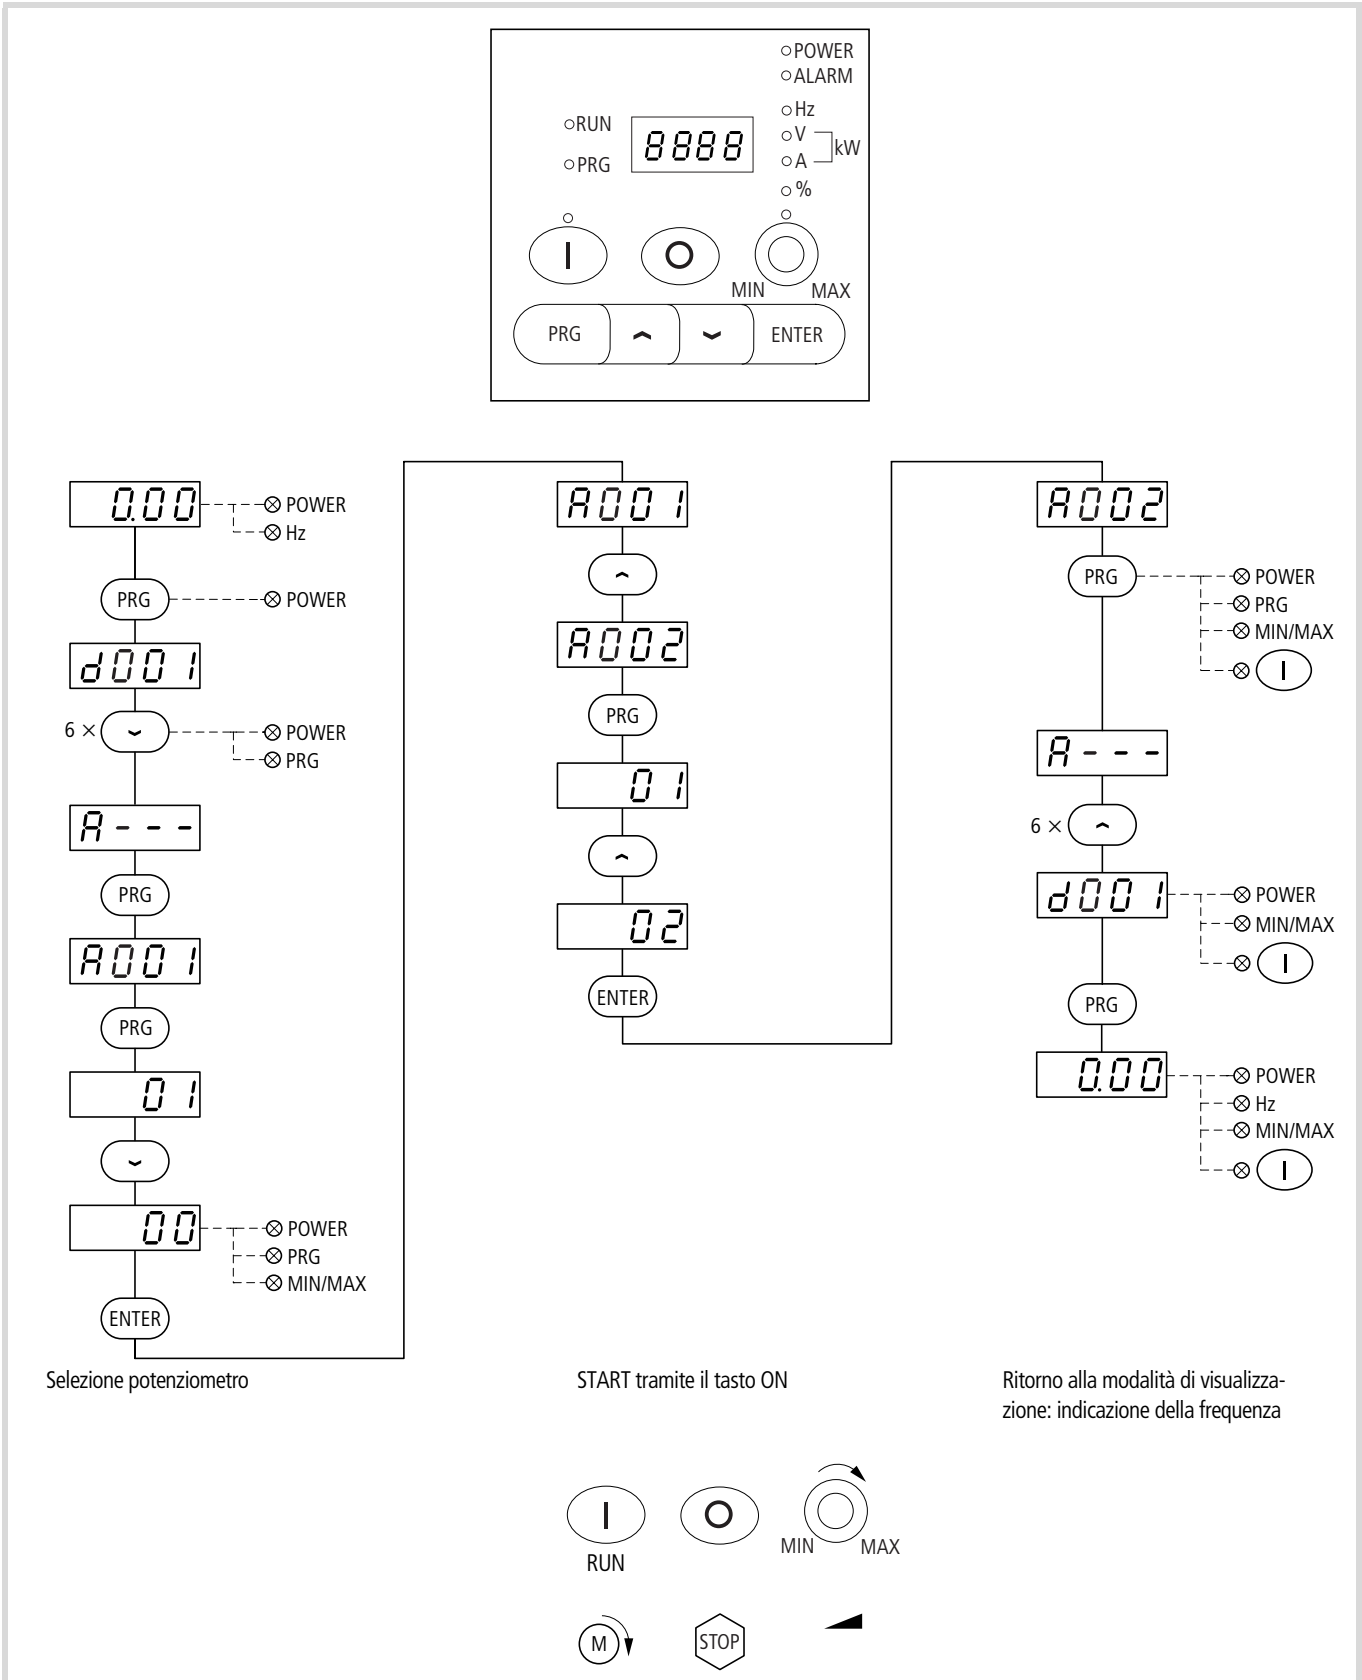 POWER
ALARM
Hz
RUN
8888
V
kW
PRG
A
%
MIN
MAX
PRG
ENTER
0.00
POWER
Hz
PRG
POWER
d001
6 ×
POWER
PRG
A---
PRG
A001
PRG
01
00
POWER
PRG
MIN/MAX
ENTER
Selezione potenziometro
A001
A002
PRG
01
02
ENTER
START tramite il tasto ON
A002
PRG
POWER
PRG
MIN/MAX
I
A---
6 ×
d001
POWER
MIN/MAX
I
PRG
0.00
POWER
Hz
MIN/MAX
I
Ritorno alla modalità di visualizza-
zione: indicazione della frequenza
I
O
MIN
MAX
RUN
M
STOP